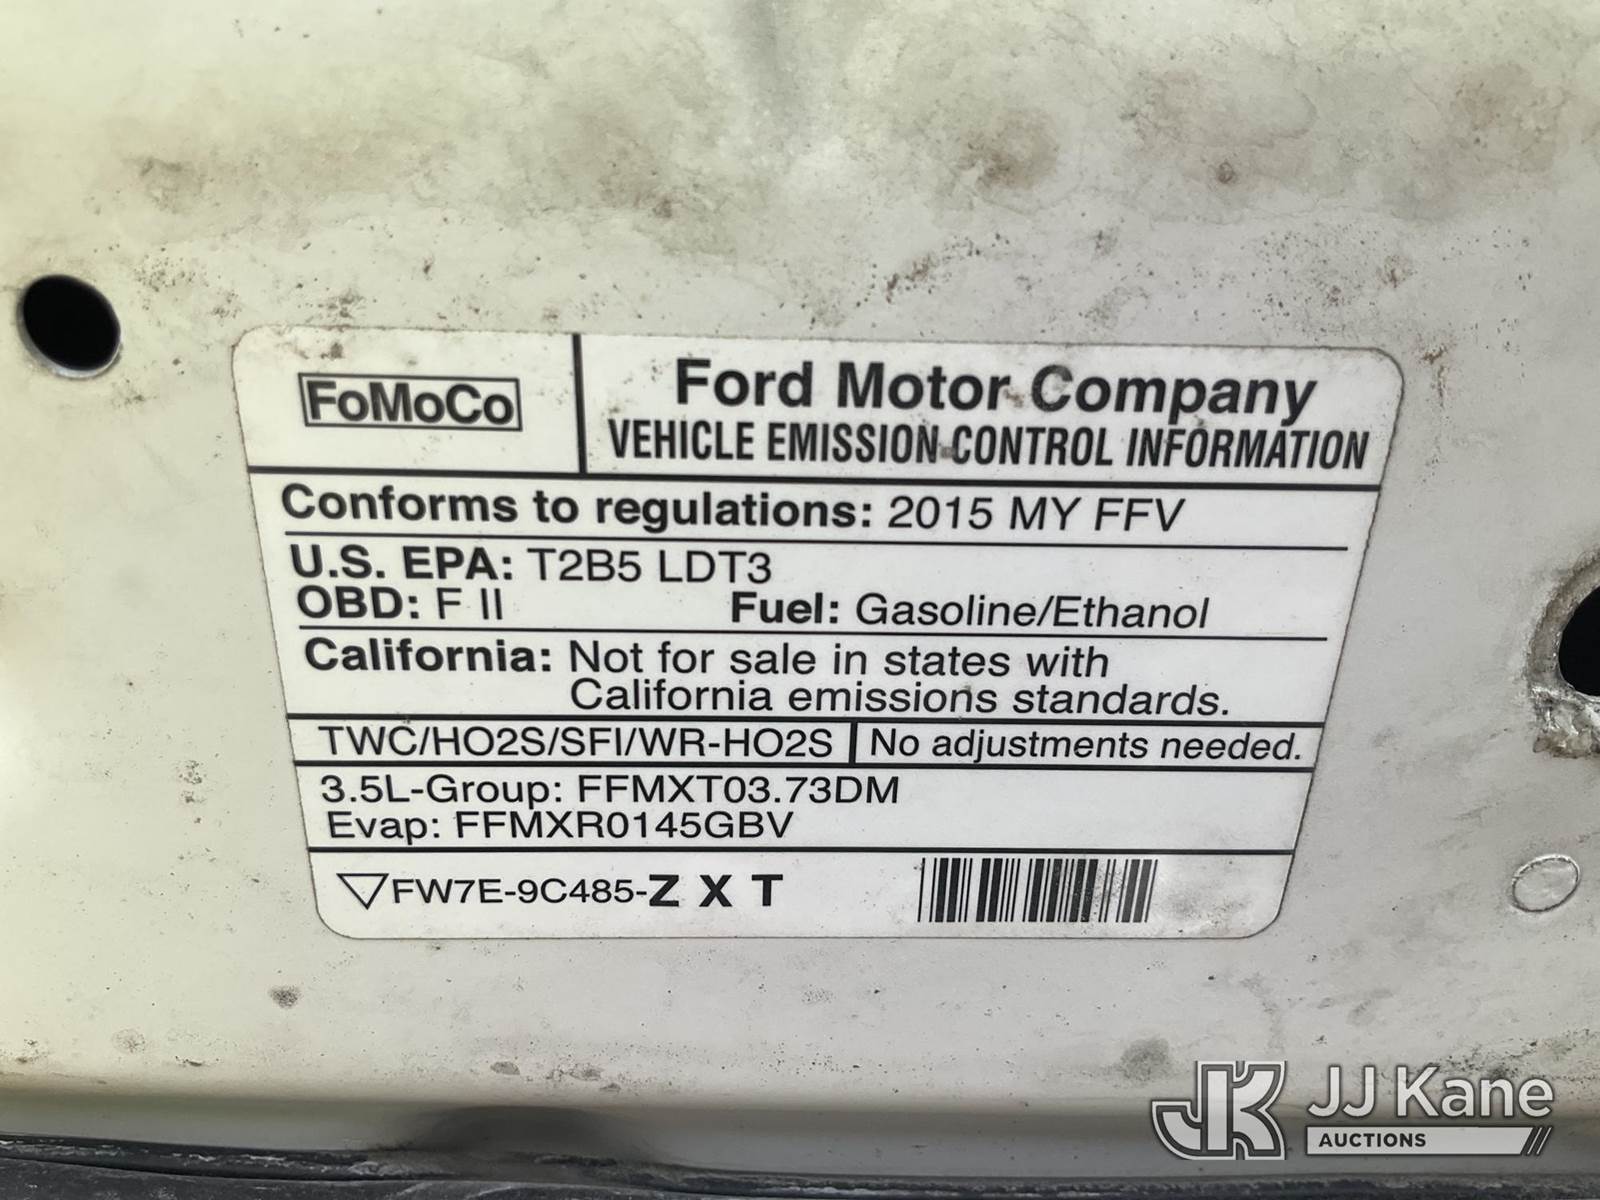 FoMoCo
Ford Motor Company
VEHICLE EMISSION CONTROL INFORMATION
Conforms to regulations: 2015 MY FFV
U.S. EPA: T2B5 LDT3
OBD: F II Fuel: Gasoline/Ethanol
California: Not for sale in states with
California emissions standards.
TWC/HO2S/SFI/WR-HO2S No adjustments needed.
3.5L-Group: FFMXT03.73DM
Evap: FFMXR0145GBV
FW7E-9C485-Z X T
JK JJ Kane
AUCTIONS